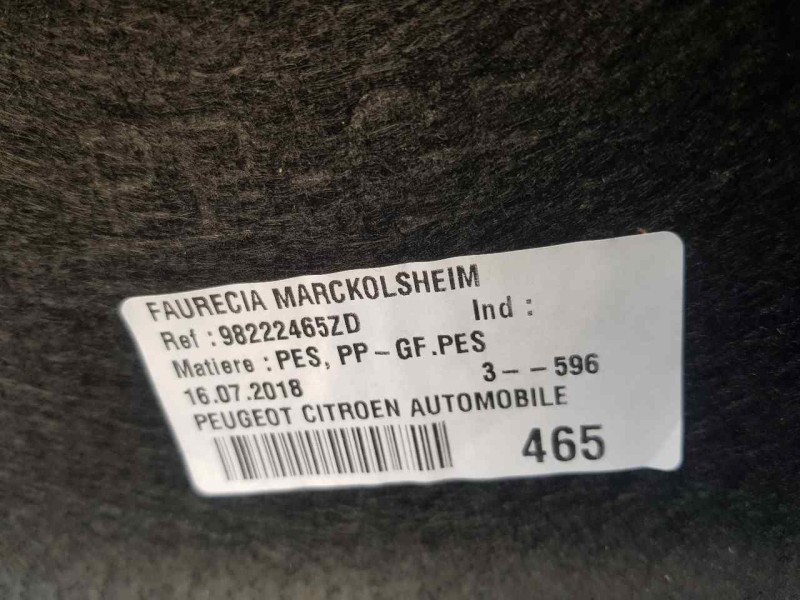 FAURECIA MARCKOLSHEIM
Ref : 98222465ZD Ind :
Matiere : PES, PP-GF.PES
16.07.2018 3--596
PEUGEOT CITROEN AUTOMOBILE
465